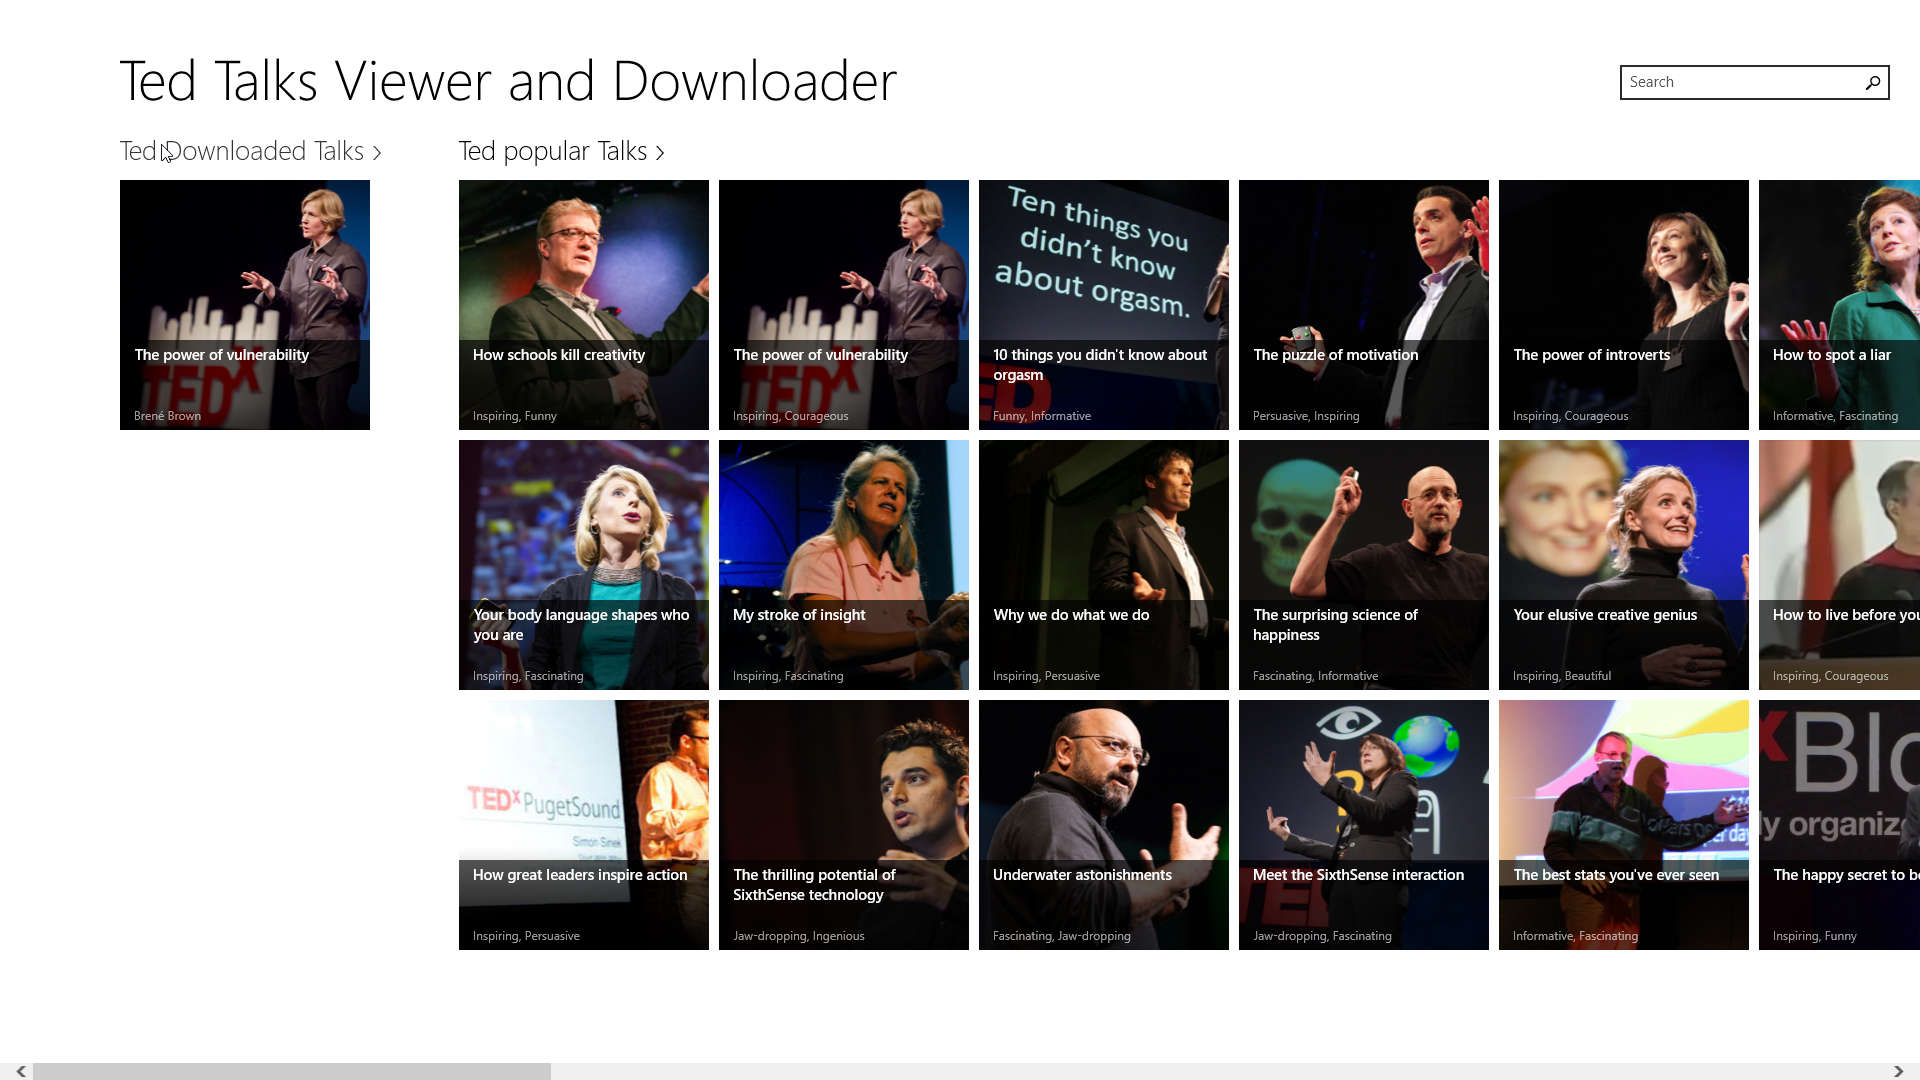 Ted Talks Viewer and Downloader
Search
Ted Downloaded Talks >
Ted popular Talks >
TEDx
The power of vulnerability
Brené Brown
How schools kill creativity
Inspiring, Funny
TEDx
The power of vulnerability
Inspiring, Courageous
Ten things you
didn't know
about orgasm.
10 things you didn't know about
orgasm
Funny, Informative
The puzzle of motivation
Persuasive, Inspiring
The power of introverts
Inspiring, Courageous
How to spot a liar
Informative, Fascinating
Your body language shapes who
you are
Inspiring, Fascinating
My stroke of insight
Inspiring, Fascinating
Why we do what we do
Inspiring, Persuasive
The surprising science of
happiness
Fascinating, Informative
Your elusive creative genius
Inspiring, Beautiful
How to live before you
Inspiring, Courageous
TEDx PugetSound
Simon Sinek
How great leaders inspire action
Inspiring, Persuasive
The thrilling potential of
SixthSense technology
Jaw-dropping, Ingenious
Underwater astonishments
Fascinating, Jaw-dropping
Meet the SixthSense interaction
Jaw-dropping, Fascinating
The best stats you've ever seen
Informative, Fascinating
xBlo
ly organiz
The happy secret to be
Inspiring, Funny